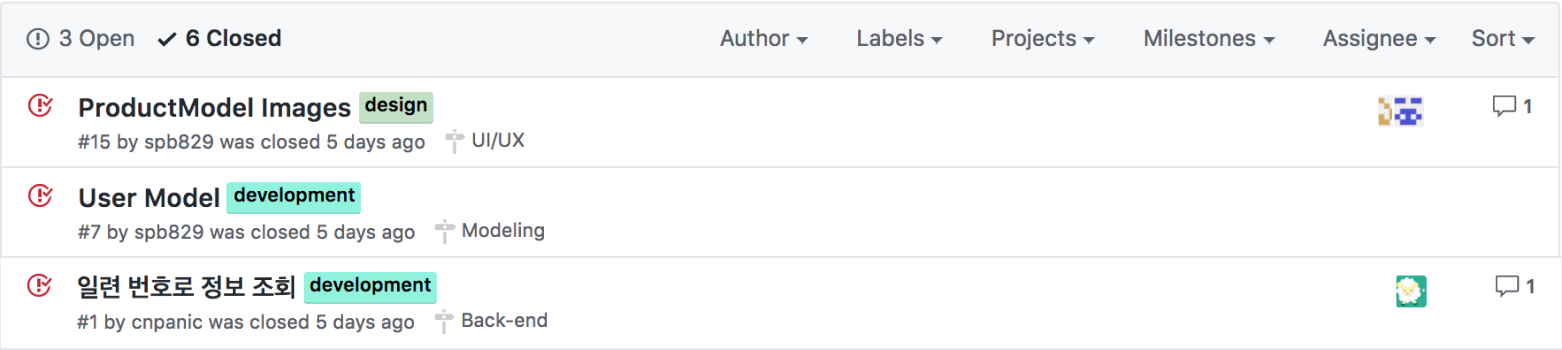 3 Open 6 Closed Author Labels Projects Milestones Assignee Sort
ProductModel Images design 1
#15 by spb829 was closed 5 days ago UI/UX
User Model development
#7 by spb829 was closed 5 days ago Modeling
일련 번호로 정보 조회 development 1
#1 by cnpanic was closed 5 days ago Back-end